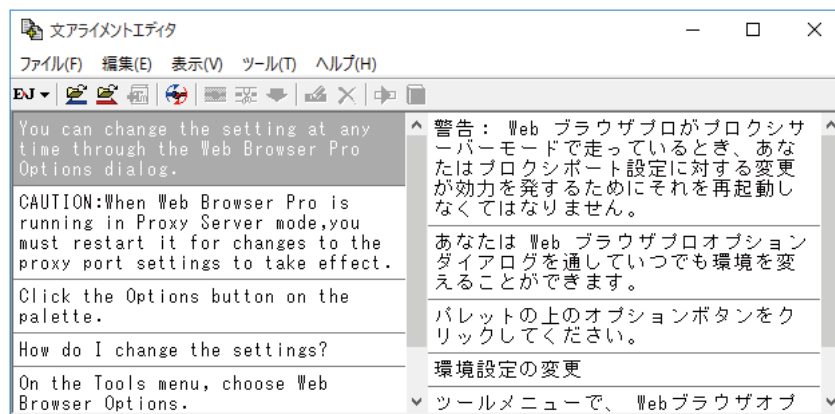 文アライメントエディタ
ファイル(F) 編集(E) 表示(V) ツール(T) ヘルプ(H)
EJ
You can change the setting at any
time through the Web Browser Pro
Options dialog.
CAUTION:When Web Browser Pro is
running in Proxy Server mode,you
must restart it for changes to the
proxy port settings to take effect.
Click the Options button on the
palette.
How do I change the settings?
On the Tools menu, choose Web
Browser Options.
警告： Web ブラウザプロがプロクシサ
ーバーモードで走っているとき、あな
たはプロクシポート設定に対する変更
が効力を発するためにそれを再起動し
なくてはなりません。
あなたは Web ブラウザプロオプション
ダイアログを通していつでも環境を変
えることができます。
パレットの上のオプションボタンをク
リックしてください。
環境設定の変更
ツールメニューで、 Webブラウザオプ